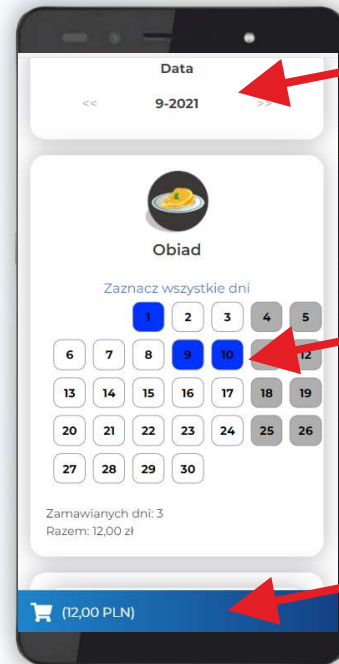 Data
<< 9-2021 >>
Obiad
Zaznacz wszystkie dni
1 2 3 4 5
6 7 8 9 10 12
13 14 15 16 17 18 19
20 21 22 23 24 25 26
27 28 29 30
Zamawianych dni: 3
Razem: 12,00 zł
(12,00 PLN)